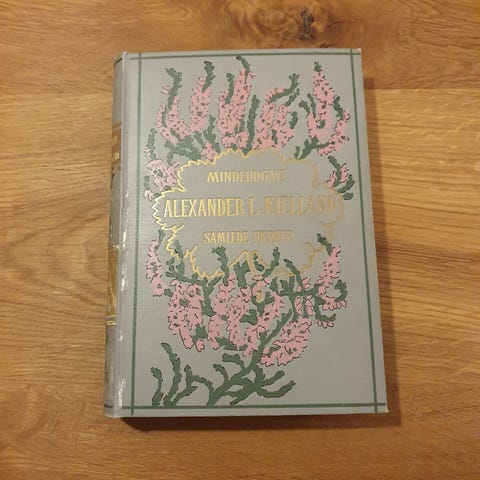 MINDEUDGAVE
ALEXANDER L. KIELLAND
SAMLEDE VÆRKER